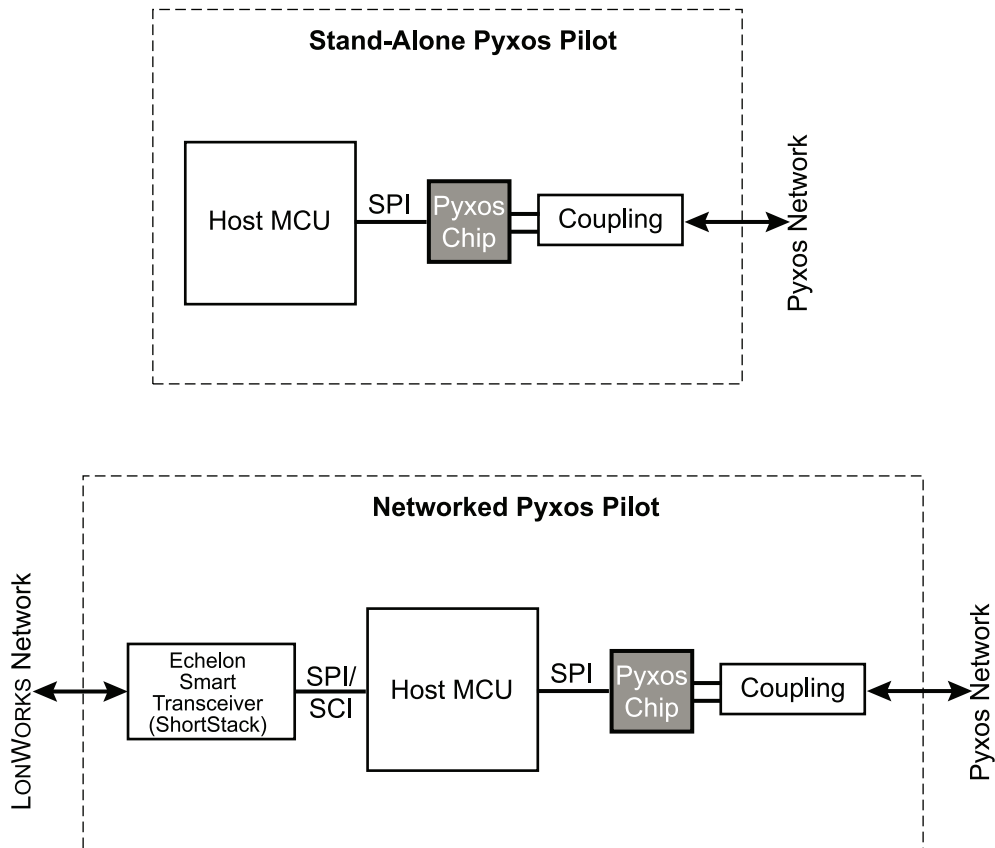 Stand-Alone Pyxos Pilot
Host MCU
SPI
Pyxos
Chip
Coupling
Pyxos Network
Networked Pyxos Pilot
LONWORKS Network
Echelon
Smart
Transceiver
(ShortStack)
SPI/
SCI
Host MCU
SPI
Pyxos
Chip
Coupling
Pyxos Network